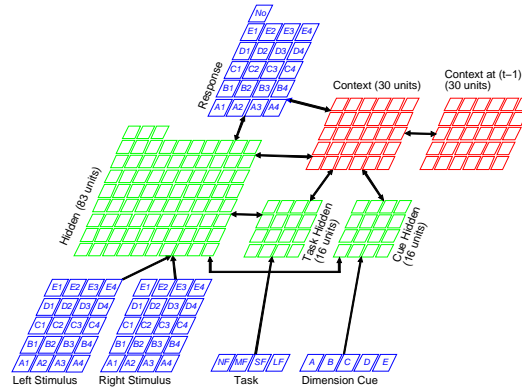 No
E1 E2 E3 E4
D1 D2 D3 D4
C1 C2 C3 C4
B1 B2 B3 B4
A1 A2 A3 A4
Response
Context (30 units)
Context at (t−1)
(30 units)
Hidden (83 units)
Task Hidden
(16 units)
Cue Hidden
(16 units)
E1 E2 E3 E4
D1 D2 D3 D4
C1 C2 C3 C4
B1 B2 B3 B4
A1 A2 A3 A4
Left Stimulus
E1 E2 E3 E4
D1 D2 D3 D4
C1 C2 C3 C4
B1 B2 B3 B4
A1 A2 A3 A4
Right Stimulus
NF MF SF LF
Task
A B C D E
Dimension Cue